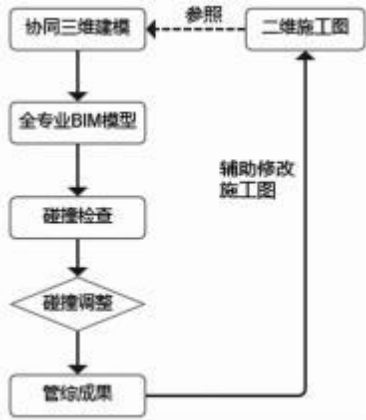 协同三维建模
参照
二维施工图
全专业BIM模型
辅助修改
施工图
碰撞检查
碰撞调整
管综成果